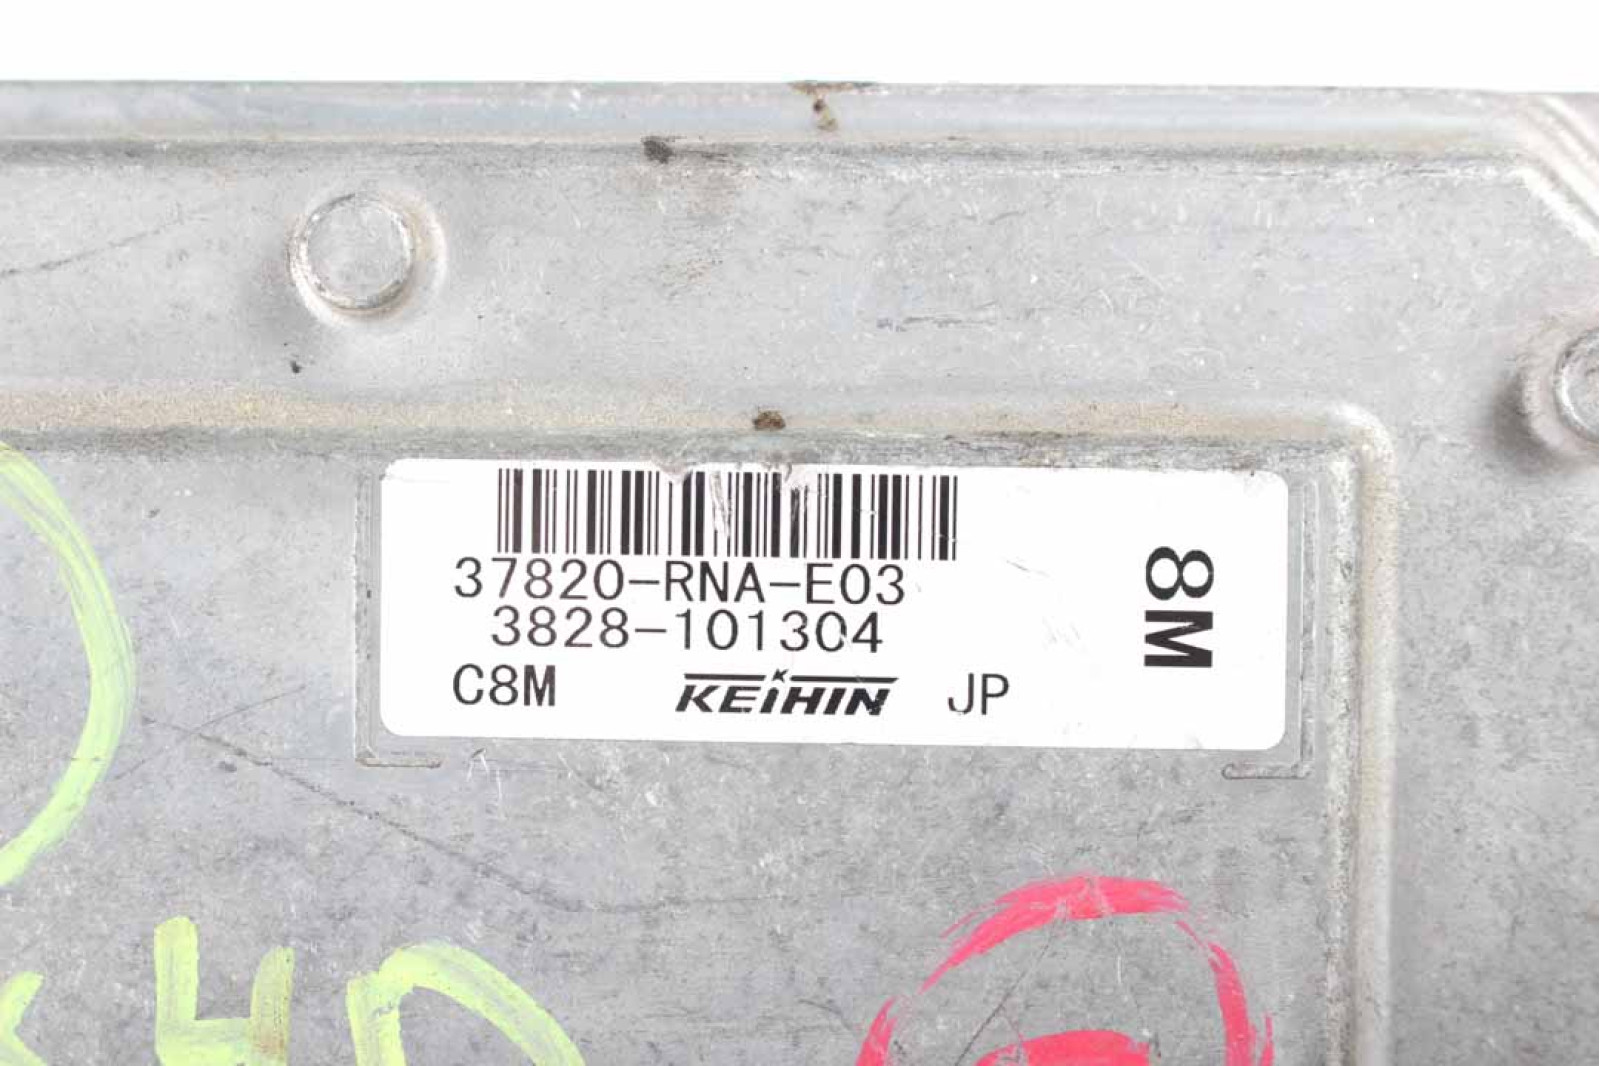 37820-RNA-E03
3828-101304
C8M KEIHIN JP
8M